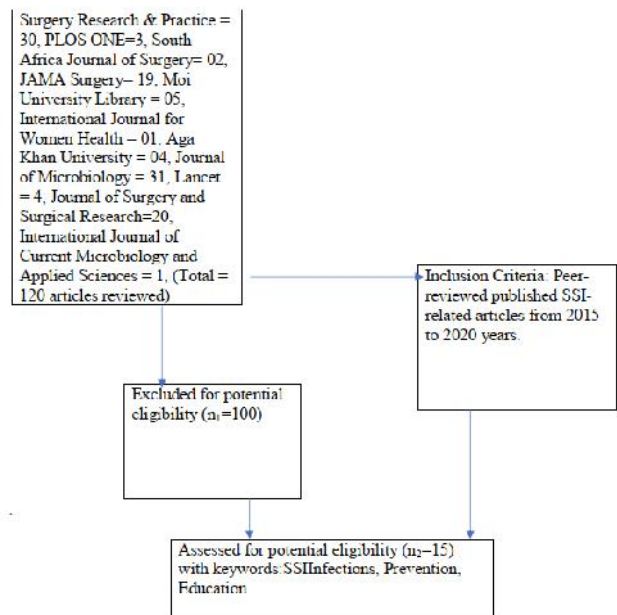 Surgery Research & Practice =
30, PLOS ONE=3, South
Africa Journal of Surgery= 02,
JAMA Surgery– 19, Moi
University Library = 05,
International Journal for
Women Health – 01, Aga
Khan University = 04, Journal
of Microbiology = 31, Lancet
= 4, Journal of Surgery and
Surgical Research=20,
International Journal of
Current Microbiology and
Applied Sciences = 1, (Total =
120 articles reviewed)
Inclusion Criteria: Peer-
reviewed published SSI-
related articles from 2015
to 2020 years.
Excluded for potential
eligibility (n₁=100)
Assessed for potential eligibility (n₂–15)
with keywords:SSIInfections, Prevention,
Education